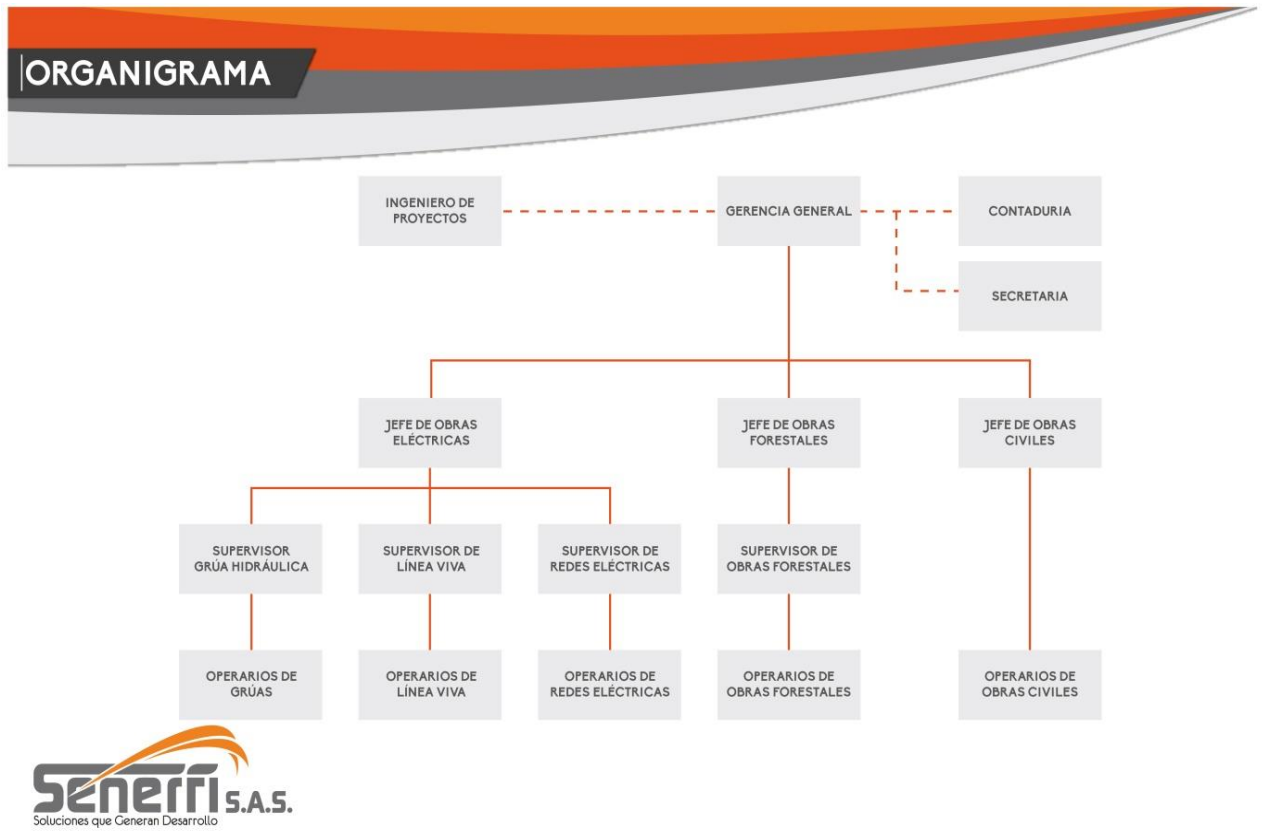 ORGANIGRAMA
INGENIERO DE
PROYECTOS
GERENCIA GENERAL
CONTADURIA
SECRETARIA
JEFE DE OBRAS
ELÉCTRICAS
JEFE DE OBRAS
FORESTALES
JEFE DE OBRAS
CIVILES
SUPERVISOR
GRÚA HIDRÁULICA
SUPERVISOR DE
LÍNEA VIVA
SUPERVISOR DE
REDES ELÉCTRICAS
SUPERVISOR DE
OBRAS FORESTALES
OPERARIOS DE
GRÚAS
OPERARIOS DE
LÍNEA VIVA
OPERARIOS DE
REDES ELÉCTRICAS
OPERARIOS DE
OBRAS FORESTALES
OPERARIOS DE
OBRAS CIVILES
Senerfi S.A.S.
Soluciones que Generan Desarrollo